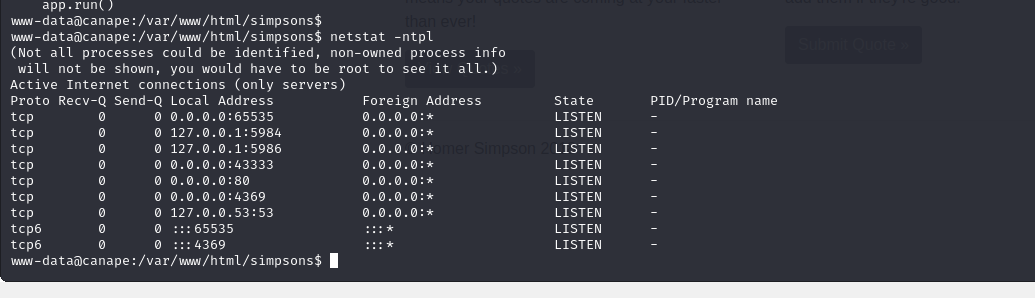 app.run()
www-data@canape:/var/www/html/simpsons$
www-data@canape:/var/www/html/simpsons$ netstat -ntpl
(Not all processes could be identified, non-owned process info
 will not be shown, you would have to be root to see it all.)
Active Internet connections (only servers)
Proto Recv-Q Send-Q Local Address           Foreign Address         State       PID/Program name
tcp        0      0 0.0.0.0:65535           0.0.0.0:*               LISTEN      -
tcp        0      0 127.0.0.1:5984          0.0.0.0:*               LISTEN      -
tcp        0      0 127.0.0.1:5986          0.0.0.0:*               LISTEN      -
tcp        0      0 0.0.0.0:43333           0.0.0.0:*               LISTEN      -
tcp        0      0 0.0.0.0:80              0.0.0.0:*               LISTEN      -
tcp        0      0 0.0.0.0:4369            0.0.0.0:*               LISTEN      -
tcp        0      0 127.0.0.53:53           0.0.0.0:*               LISTEN      -
tcp6       0      0 :::65535                :::*                    LISTEN      -
tcp6       0      0 :::4369                 :::*                    LISTEN      -
www-data@canape:/var/www/html/simpsons$
than ever!
Submit Quote »
omer Simpson 20